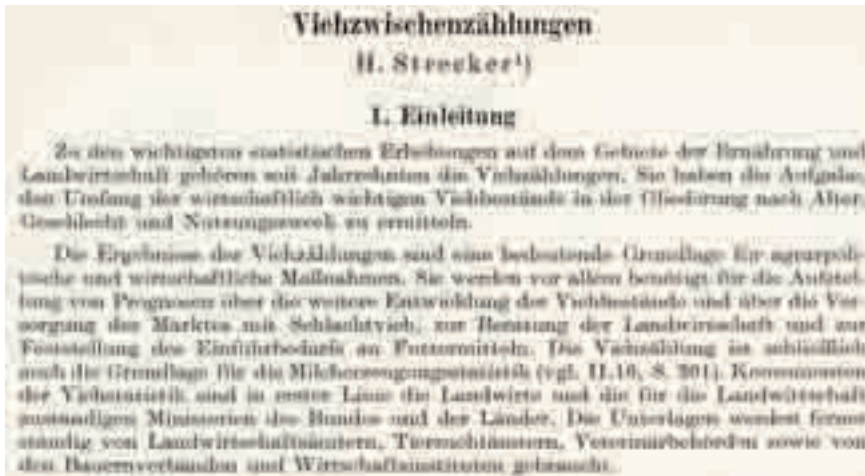 Viehzwischenzählungen
H. Strecker¹)
1. Einleitung
Zu den wichtigsten statistischen Erhebungen auf dem Gebiete der Ernährung und
Landwirtschaft gehören seit Jahrzehnten die Viehzählungen. Sie haben die Aufgabe,
den Umfang der wirtschaftlich wichtigen Viehbestände in der Gliederung nach Alter,
Geschlecht und Nutzungszweck zu ermitteln.
Die Ergebnisse der Viehzählungen sind eine bedeutende Grundlage für agrarpoli-
tische und wirtschaftliche Maßnahmen. Sie werden vor allem benötigt für die Aufstel-
lung von Prognosen über die weitere Entwicklung der Viehbestände und über die Ver-
sorgung des Marktes mit Schlachtvieh, zur Beratung der Landwirtschaft und zur
Feststellung des Einfuhrbedarfs an Futtermitteln. Die Viehzählung ist schließlich
auch die Grundlage für die Milcherzeugungsstatistik (vgl. II.16, S. 201). Konsumenten
der Viehstatistik sind in erster Linie die Landwirte und die für die Landwirtschaft
zuständigen Ministerien des Bundes und der Länder. Die Unterlagen werden ferner
ständig von Landwirtschaftsämtern, Tierzuchtämtern, Veterinärbehörden sowie von
den Bauernverbänden und Wirtschaftsinstituten gebraucht.